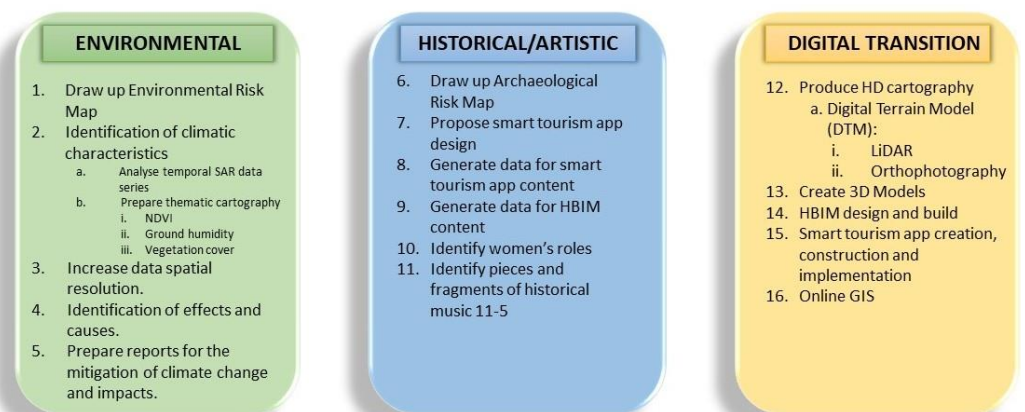 ENVIRONMENTAL
1. Draw up Environmental Risk
Map
2. Identification of climatic
characteristics
a. Analyse temporal SAR data
series
b. Prepare thematic cartography
i. NDVI
ii. Ground humidity
iii. Vegetation cover
3. Increase data spatial
resolution.
4. Identification of effects and
causes.
5. Prepare reports for the
mitigation of climate change
and impacts.
HISTORICAL/ARTISTIC
6. Draw up Archaeological
Risk Map
7. Propose smart tourism app
design
8. Generate data for smart
tourism app content
9. Generate data for HBIM
content
10. Identify women's roles
11. Identify pieces and
fragments of historical
music 11-5
DIGITAL TRANSITION
12. Produce HD cartography
a. Digital Terrain Model
(DTM):
i. LiDAR
ii. Orthophotography
13. Create 3D Models
14. HBIM design and build
15. Smart tourism app creation,
construction and
implementation
16. Online GIS